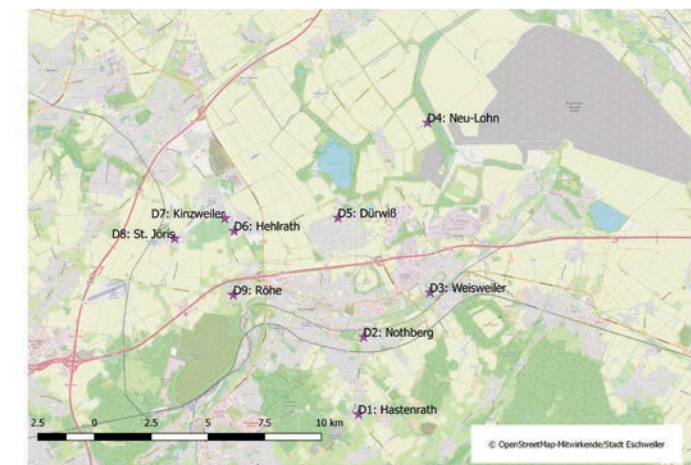 D4: Neu-Lohn
D7: Kinzweiler
D5: Dürwiß
D6: Hehlrath
D8: St. Jöris
D9: Röhe
D3: Weisweiler
D2: Nothberg
D1: Hastenrath
2.5 0 2.5 5 7.5 10 km
© OpenStreetMap-Mitwirkende/Stadt Eschweiler